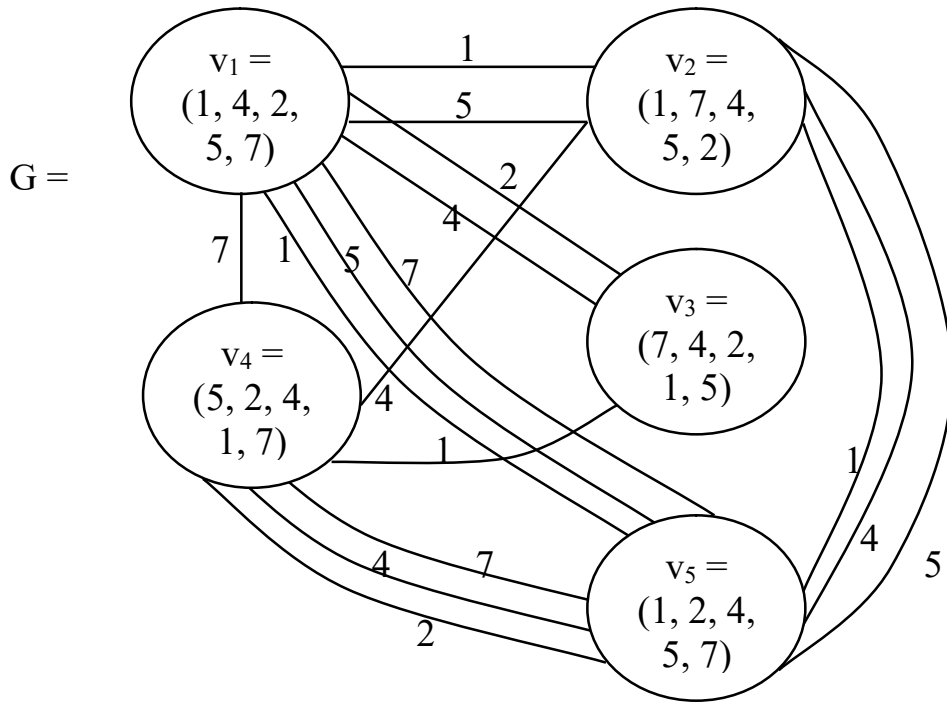 G =
v₁ =
(1, 4, 2,
5, 7)
1
5
v₂ =
(1, 7, 4,
5, 2)
2
4
7
1
5
7
v₃ =
(7, 4, 2,
1, 5)
v₄ =
(5, 2, 4,
1, 7)
4
1
1
4
5
7
4
2
v₅ =
(1, 2, 4,
5, 7)